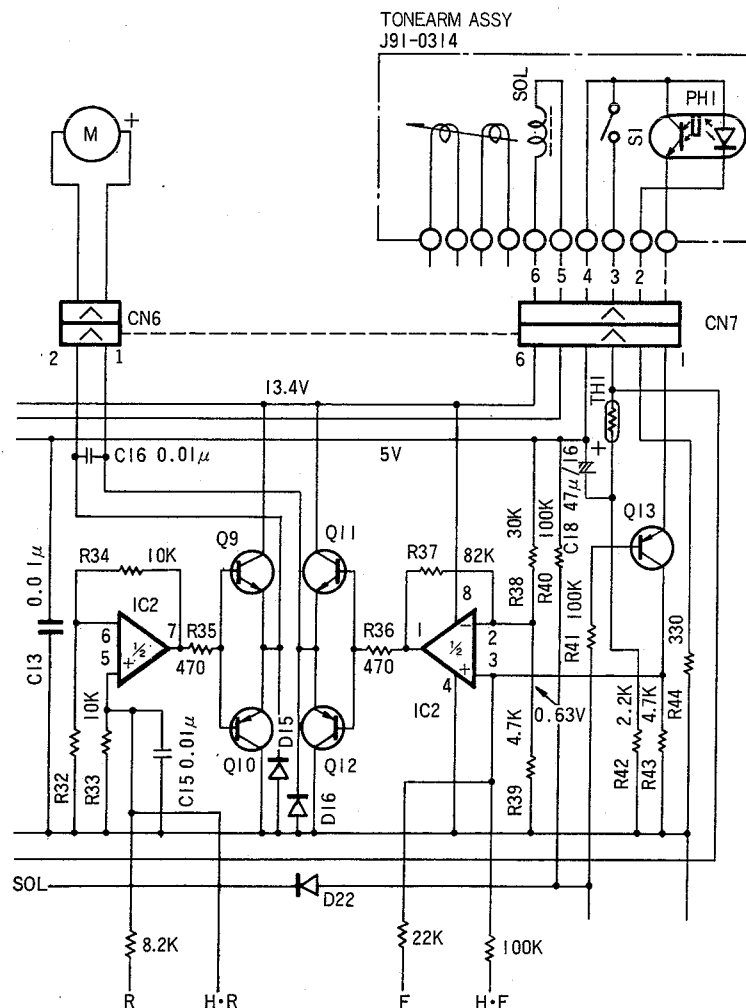 TONEARM ASSY
J91-0314
M
+
SOL
S1
PH1
6 5 4 3 2 1
CN6
CN7
2 1
6 1
13.4V
TH1
C16 0.01μ
5V
+
C18 47μ/16
Q9
Q11
30K
100K
Q13
R34
10K
R37
82K
R38
R40
R41 100K
0.01μ
C13
IC2
6
5
+
½
7
R35
470
R36
470
1
½
8
−
2
+
3
4
IC2
0.63V
330
R44
10K
R32
R33
C15 0.01μ
Q10
D15
Q12
D16
4.7K
R39
2.2K
R42
4.7K
R43
SOL
D22
8.2K
22K
100K
R
H·R
F
H·F